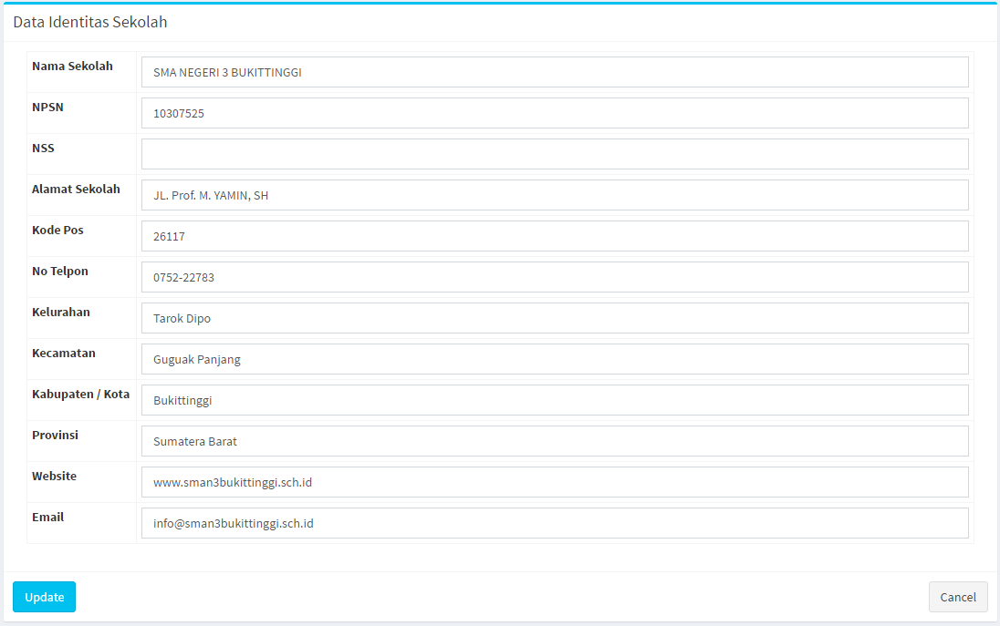 Data Identitas Sekolah
Nama Sekolah SMA NEGERI 3 BUKITTINGGI
NPSN 10307525
NSS
Alamat Sekolah JL. Prof. M. YAMIN, SH
Kode Pos 26117
No Telpon 0752-22783
Kelurahan Tarok Dipo
Kecamatan Guguak Panjang
Kabupaten / Kota Bukittinggi
Provinsi Sumatera Barat
Website www.sman3bukittinggi.sch.id
Email info@sman3bukittinggi.sch.id
Update Cancel